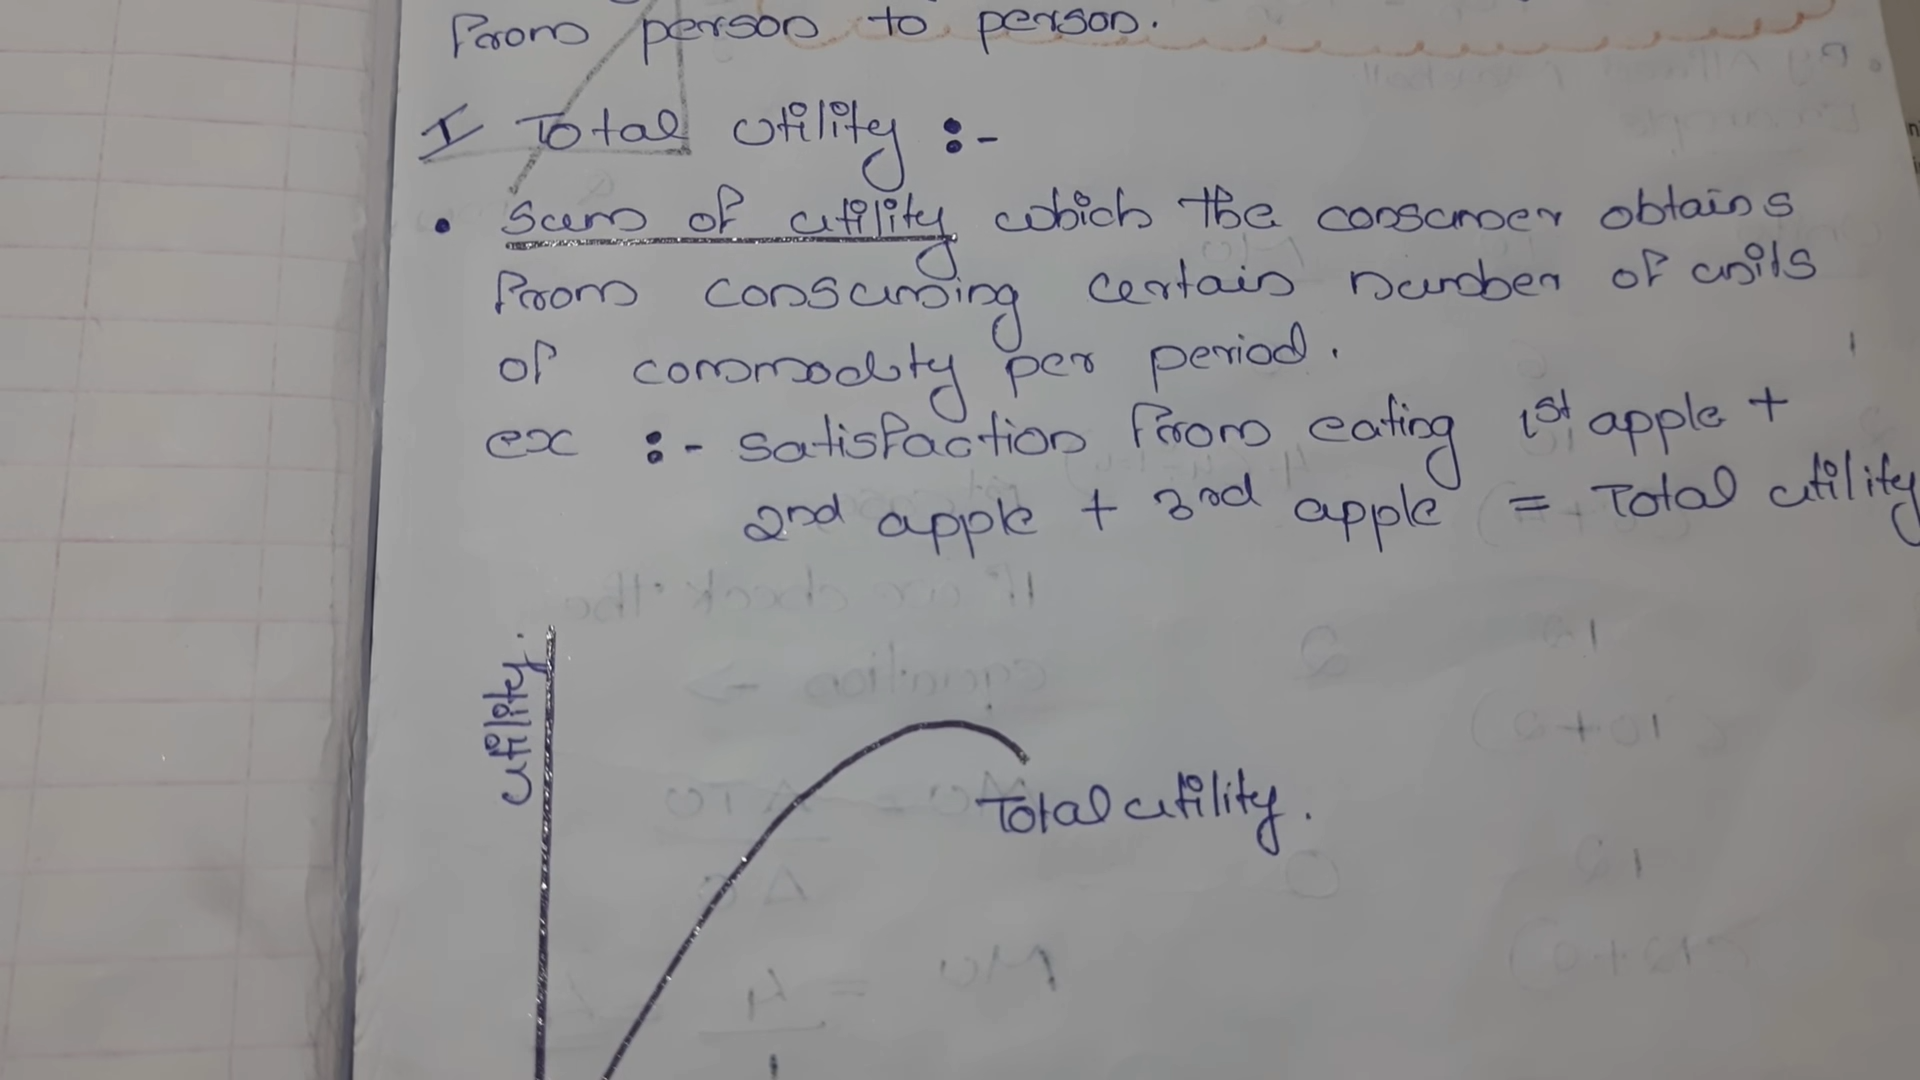 From person to person.
I Total utility :-
• Sum of utility which the consumer obtains
from consuming certain number of units
of commodity per period.
ex :- satisfaction from eating 1st apple +
2nd apple + 3rd apple = Total utility
utility.
Total utility.